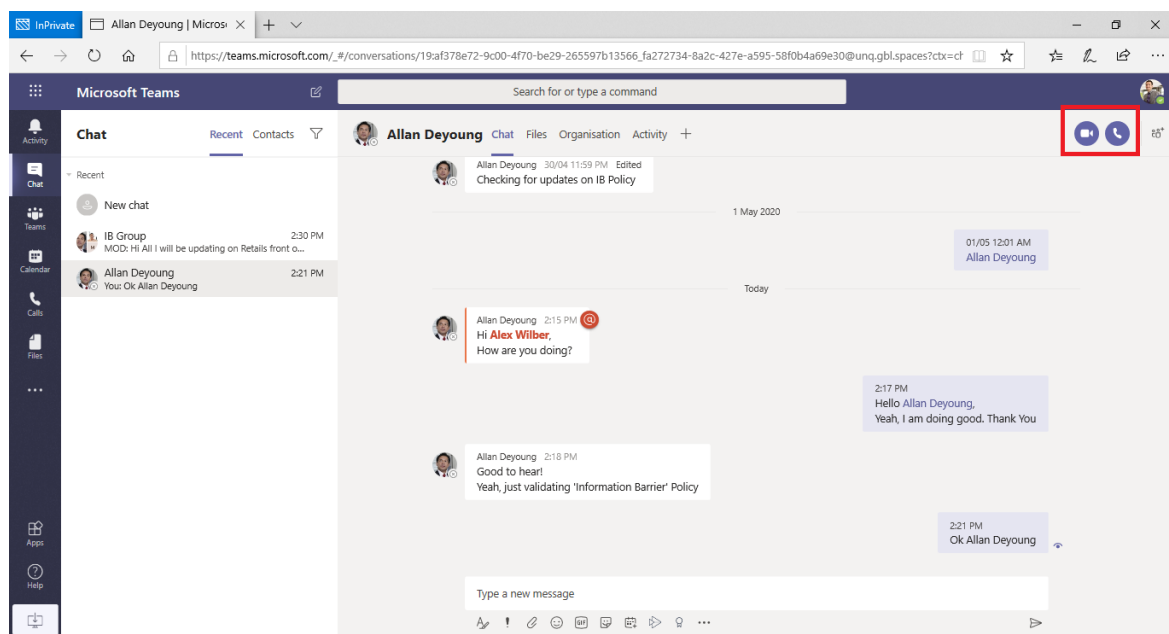 InPrivate
Allan Deyoung | Micros
https://teams.microsoft.com/_#/conversations/19:af378e72-9c00-4f70-be29-265597b13566_fa272734-8a2c-427e-a595-58f0b4a69e30@unq.gbl.spaces?ctx=ch
Microsoft Teams
Search for or type a command
Activity
Chat
Teams
Calendar
Calls
Files
Apps
Help
Chat
Recent
Contacts
Recent
New chat
IB Group
2:30 PM
MOD: Hi All I will be updating on Retails front o...
Allan Deyoung
2:21 PM
You: Ok Allan Deyoung
Allan Deyoung
Chat
Files
Organisation
Activity
Allan Deyoung 30/04 11:59 PM Edited
Checking for updates on IB Policy
1 May 2020
01/05 12:01 AM
Allan Deyoung
Today
Allan Deyoung 2:15 PM @
Hi Alex Wilber,
How are you doing?
2:17 PM
Hello Allan Deyoung,
Yeah, I am doing good. Thank You
Allan Deyoung 2:18 PM
Good to hear!
Yeah, just validating 'Information Barrier' Policy
2:21 PM
Ok Allan Deyoung
Type a new message
GIF